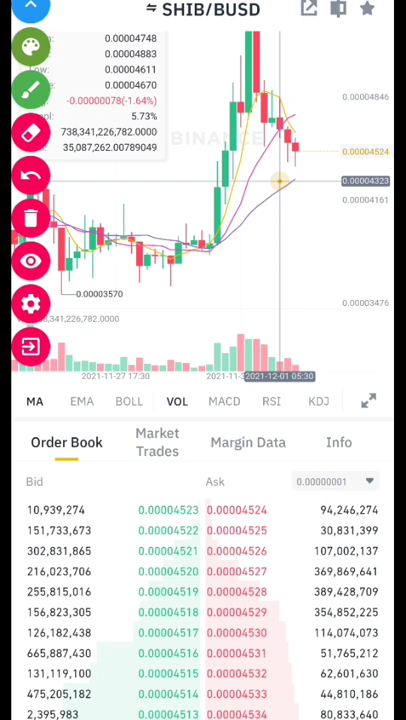 SHIB/BUSD
0.00004748
0.00004883
Low: 0.00004611
0.00004670
-0.00000078(-1.64%)
5.73%
738,341,226,782.0000
35,087,262.00789049
BINANCE
0.00004846
0.00004524
0.00004323
0.00004161
0.00003570
0.00003476
,341,226,782.0000
2021-11-27 17:30
2021-12-01 05:30
MA EMA BOLL VOL MACD RSI KDJ
Order Book Market Trades Margin Data Info
Bid Ask 0.00000001
10,939,274 0.00004523 0.00004524 94,246,274
151,733,673 0.00004522 0.00004525 30,831,399
302,831,865 0.00004521 0.00004526 107,002,137
216,023,706 0.00004520 0.00004527 369,869,641
255,815,016 0.00004519 0.00004528 389,428,709
156,823,305 0.00004518 0.00004529 354,852,225
126,182,438 0.00004517 0.00004530 114,074,073
665,887,430 0.00004516 0.00004531 51,765,212
131,119,100 0.00004515 0.00004532 62,601,630
475,205,182 0.00004514 0.00004533 44,810,186
2,395,983 0.00004513 0.00004534 80,833,640